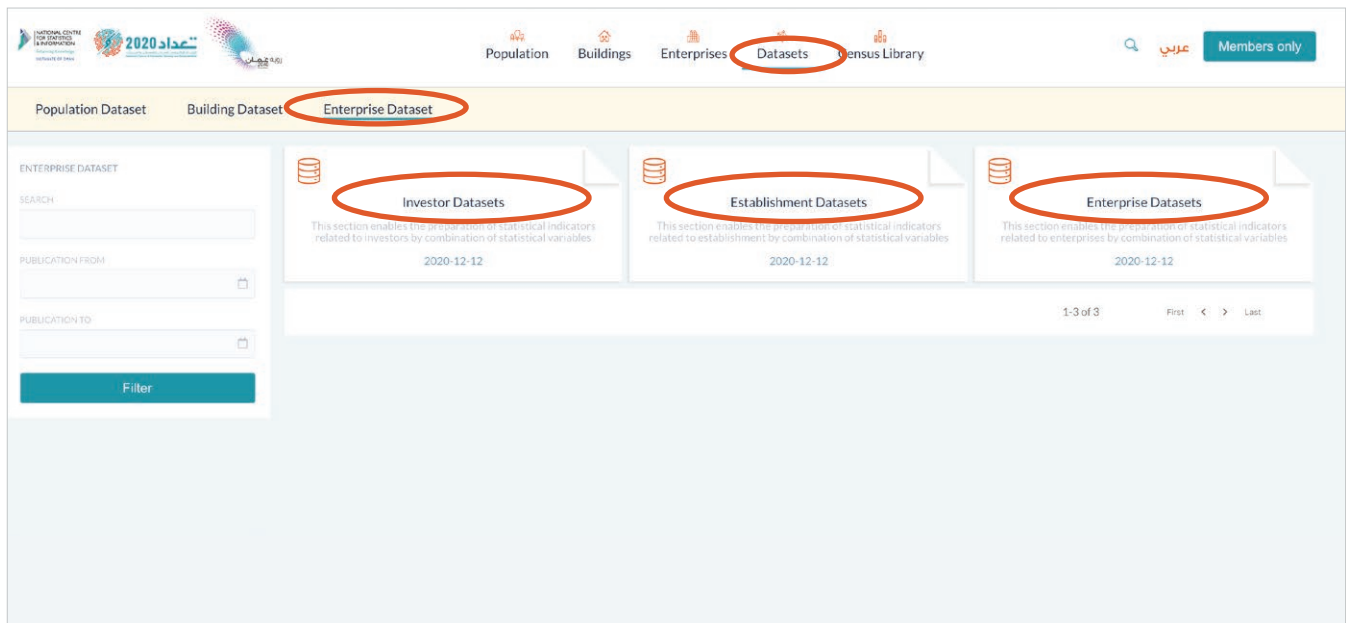 NATIONAL CENTRE
FOR STATISTICS
& INFORMATION
SULTANATE OF OMAN
تعداد 2020
Population
Buildings
Enterprises
Datasets
Census Library
عربي
Members only
Population Dataset
Building Dataset
Enterprise Dataset
ENTERPRISE DATASET
SEARCH
PUBLICATION FROM
PUBLICATION TO
Filter
Investor Datasets
This section enables the preparation of statistical indicators
related to investors by combination of statistical variables
2020-12-12
Establishment Datasets
This section enables the preparation of statistical indicators
related to establishment by combination of statistical variables
2020-12-12
Enterprise Datasets
This section enables the preparation of statistical indicators
related to enterprises by combination of statistical variables
2020-12-12
1-3 of 3
First < > Last